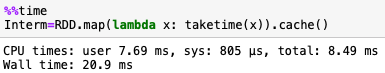 %%time
Interm=RDD.map(lambda x: taketime(x)).cache()
CPU times: user 7.69 ms, sys: 805 µs, total: 8.49 ms
Wall time: 20.9 ms